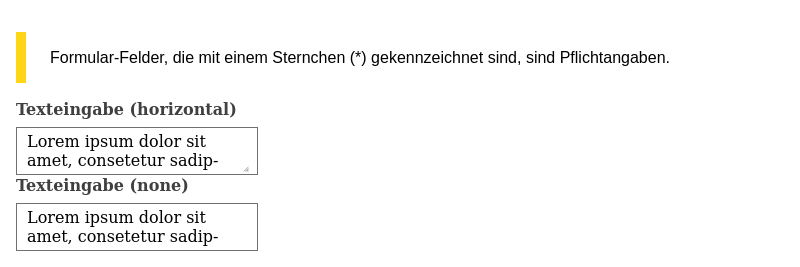 Formular-Felder, die mit einem Sternchen (*) gekennzeichnet sind, sind Pflichtangaben.
Texteingabe (horizontal)
Lorem ipsum dolor sit
amet, consetetur sadip-
Texteingabe (none)
Lorem ipsum dolor sit
amet, consetetur sadip-